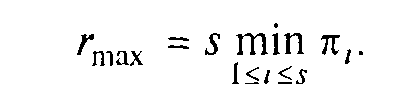 r_max = s min_{1≤i≤s} π_i.